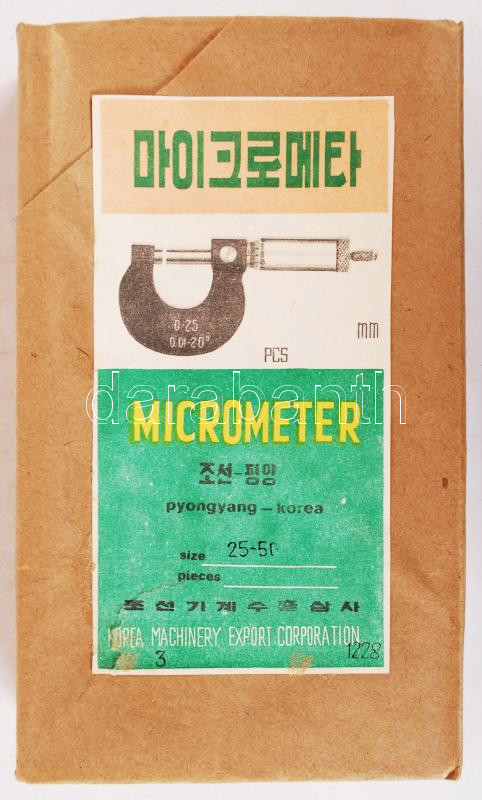 마이크로메타
0-25
0.01-20°
mm
PCS
darabanth
MICROMETER
조선-평양
pyongyang-korea
size 25-50
pieces
조선기계수출상사
KOREA MACHINERY EXPORT CORPORATION
3 1228